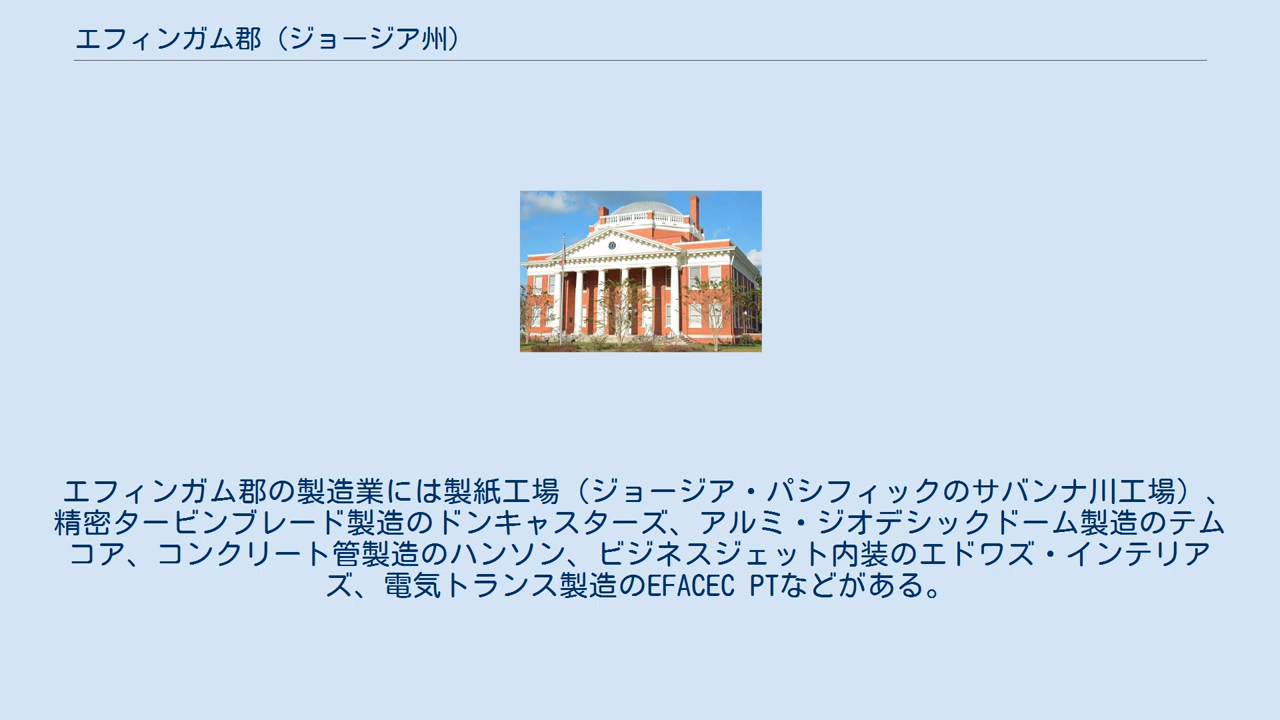 エフィンガム郡（ジョージア州）
エフィンガム郡の製造業には製紙工場（ジョージア・パシフィックのサバンナ川工場）、
精密タービンブレード製造のドンキャスターズ、アルミ・ジオデシックドーム製造のテム
コア、コンクリート管製造のハンソン、ビジネスジェット内装のエドワズ・インテリア
ズ、電気トランス製造のEFACEC PTなどがある。